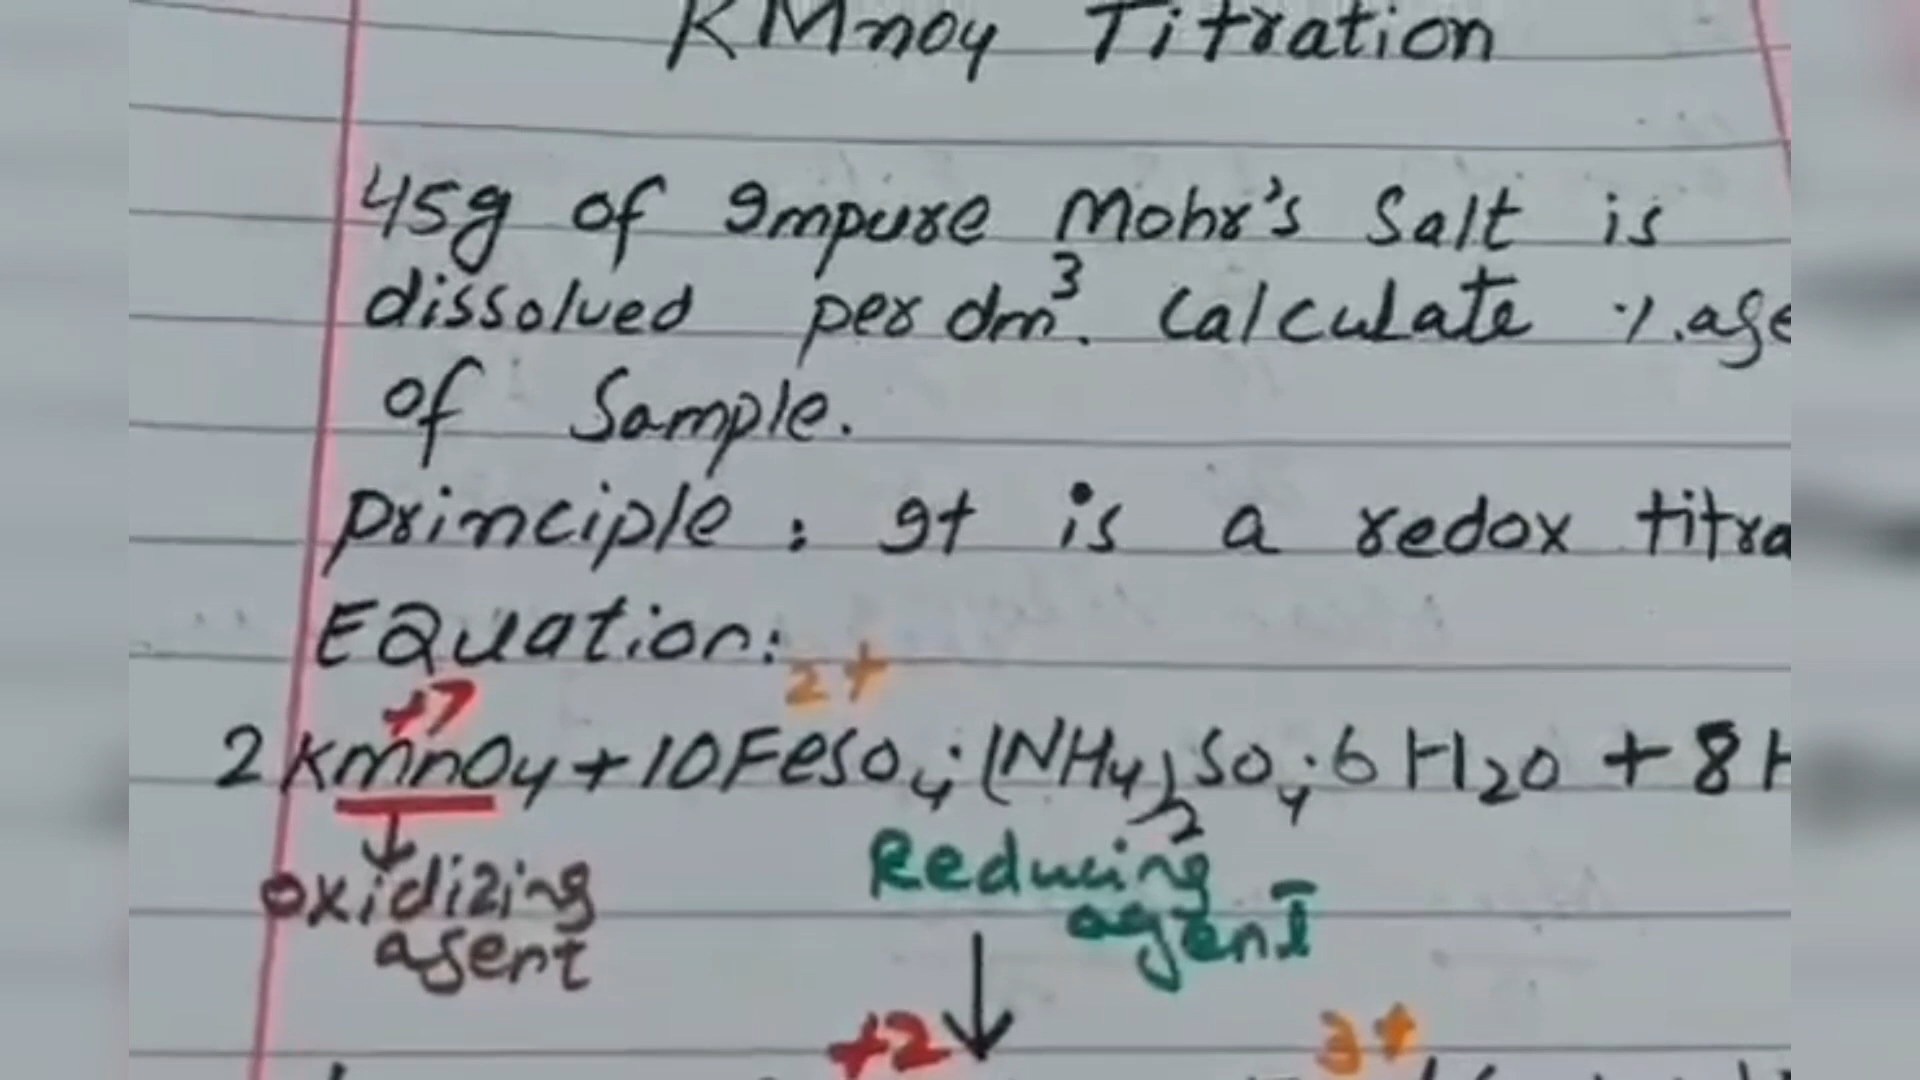 KMnO4 Titration
45g of Impure Mohr's Salt is
dissolved per dm³. Calculate %age
of Sample.
principle: It is a redox titra
EQuation:
+7 2+
2KMnO4+10FeSO4.(NH4)2SO4.6H2O + 8H
oxidizing
agent
Reducing
agent
+2 3+